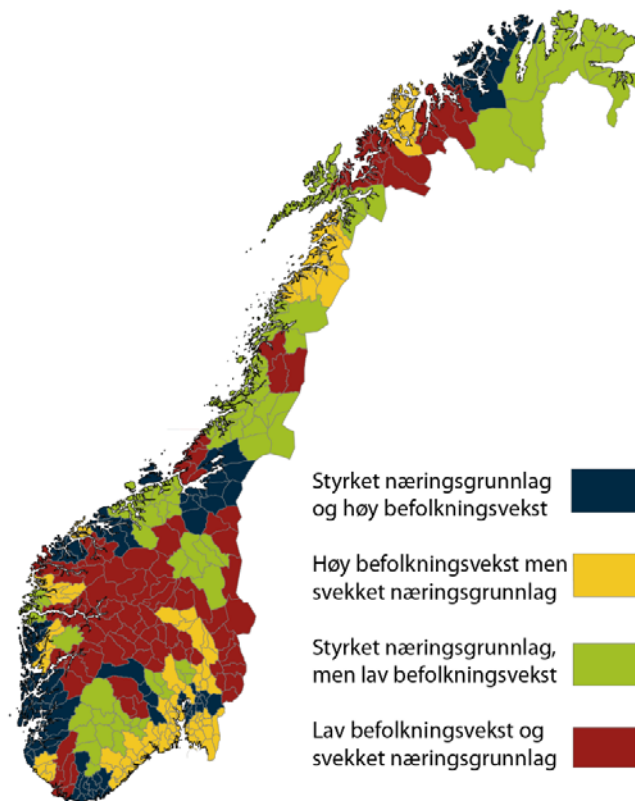 Styrket næringsgrunnlag
og høy befolkningsvekst
Høy befolkningsvekst men
svekket næringsgrunnlag
Styrket næringsgrunnlag,
men lav befolkningsvekst
Lav befolkningsvekst og
svekket næringsgrunnlag